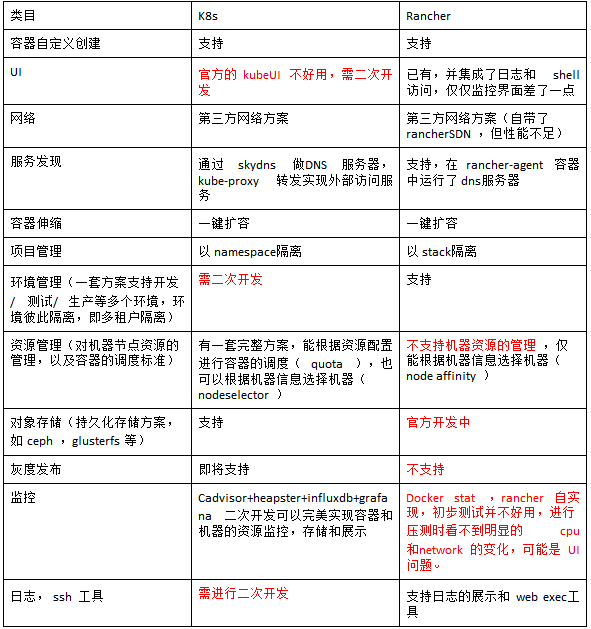 类目 K8s Rancher
容器自定义创建 支持 支持
UI
官方的 kubeUI 不好用，需二次开
发
已有，并集成了日志和 shell
访问，仅仅监控界面差了一点
网络 第三方网络方案
第三方网络方案（自带了
rancherSDN ，但性能不足）
服务发现
通过 skydns 做DNS 服务器，
kube-proxy 转发实现外部访问服
务
支持，在 rancher-agent 容器
中运行了 dns服务器
容器伸缩 一键扩容 一键扩容
项目管理 以 namespace隔离 以 stack隔离
环境管理（一套方案支持开发
/ 测试/ 生产等多个环境，环
境彼此隔离，即多租户隔离）
需二次开发 支持
资源管理（对机器节点资源的
管理，以及容器的调度标准）
有一套完整方案，能根据资源配置
进行容器的调度（ quota ），也
可以根据机器信息选择机器（
nodeselector ）
不支持机器资源的管理 ，仅
能根据机器信息选择机器（
node affinity ）
对象存储（持久化存储方案，
如 ceph ，glusterfs 等）
支持 官方开发中
灰度发布 即将支持 不支持
监控
Cadvisor+heapster+influxdb+grafa
na 二次开发可以完美实现容器和
机器的资源监控，存储和展示
Docker stat ，rancher 自实
现，初步测试并不好用，进行
压测时看不到明显的 cpu
和network 的变化，可能是 UI
问题。
日志， ssh 工具 需进行二次开发
支持日志的展示和 web exec工
具